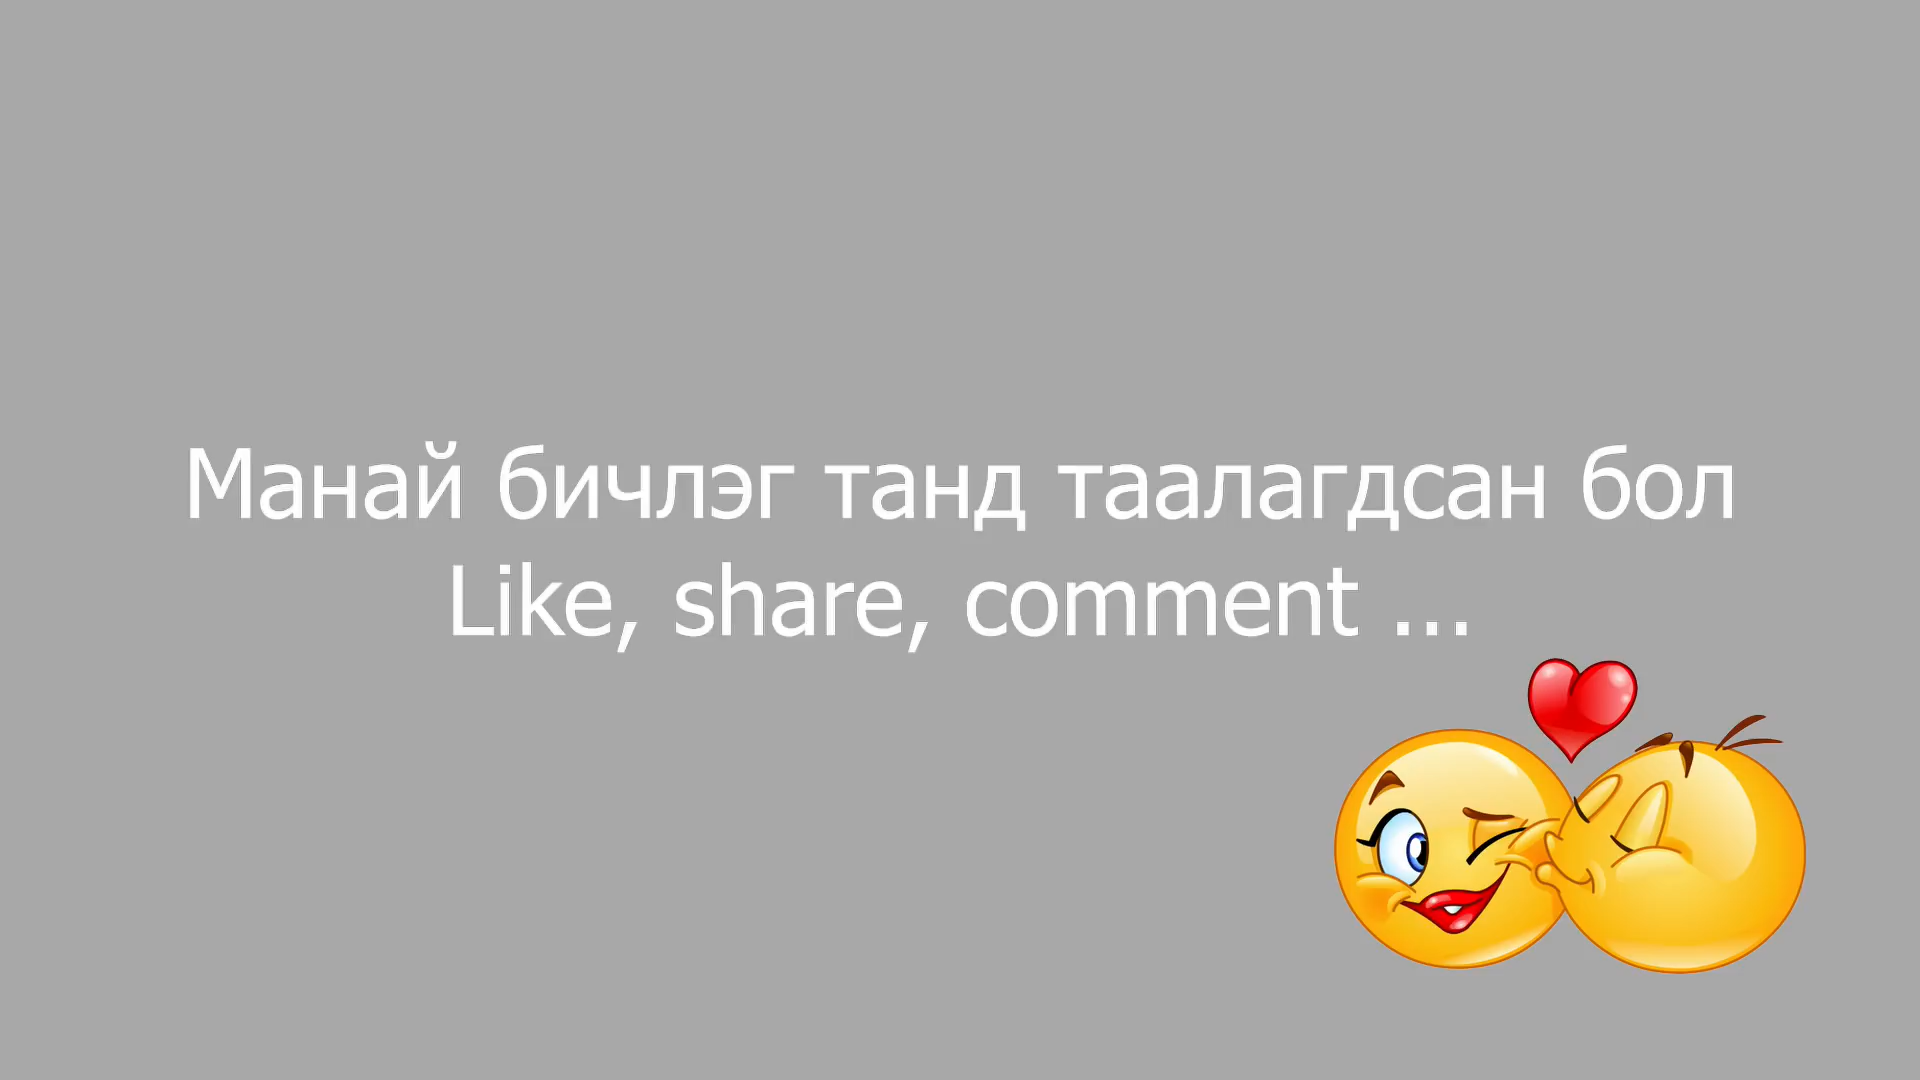 Манай бичлэг танд таалагдсан бол
Like, share, comment ...